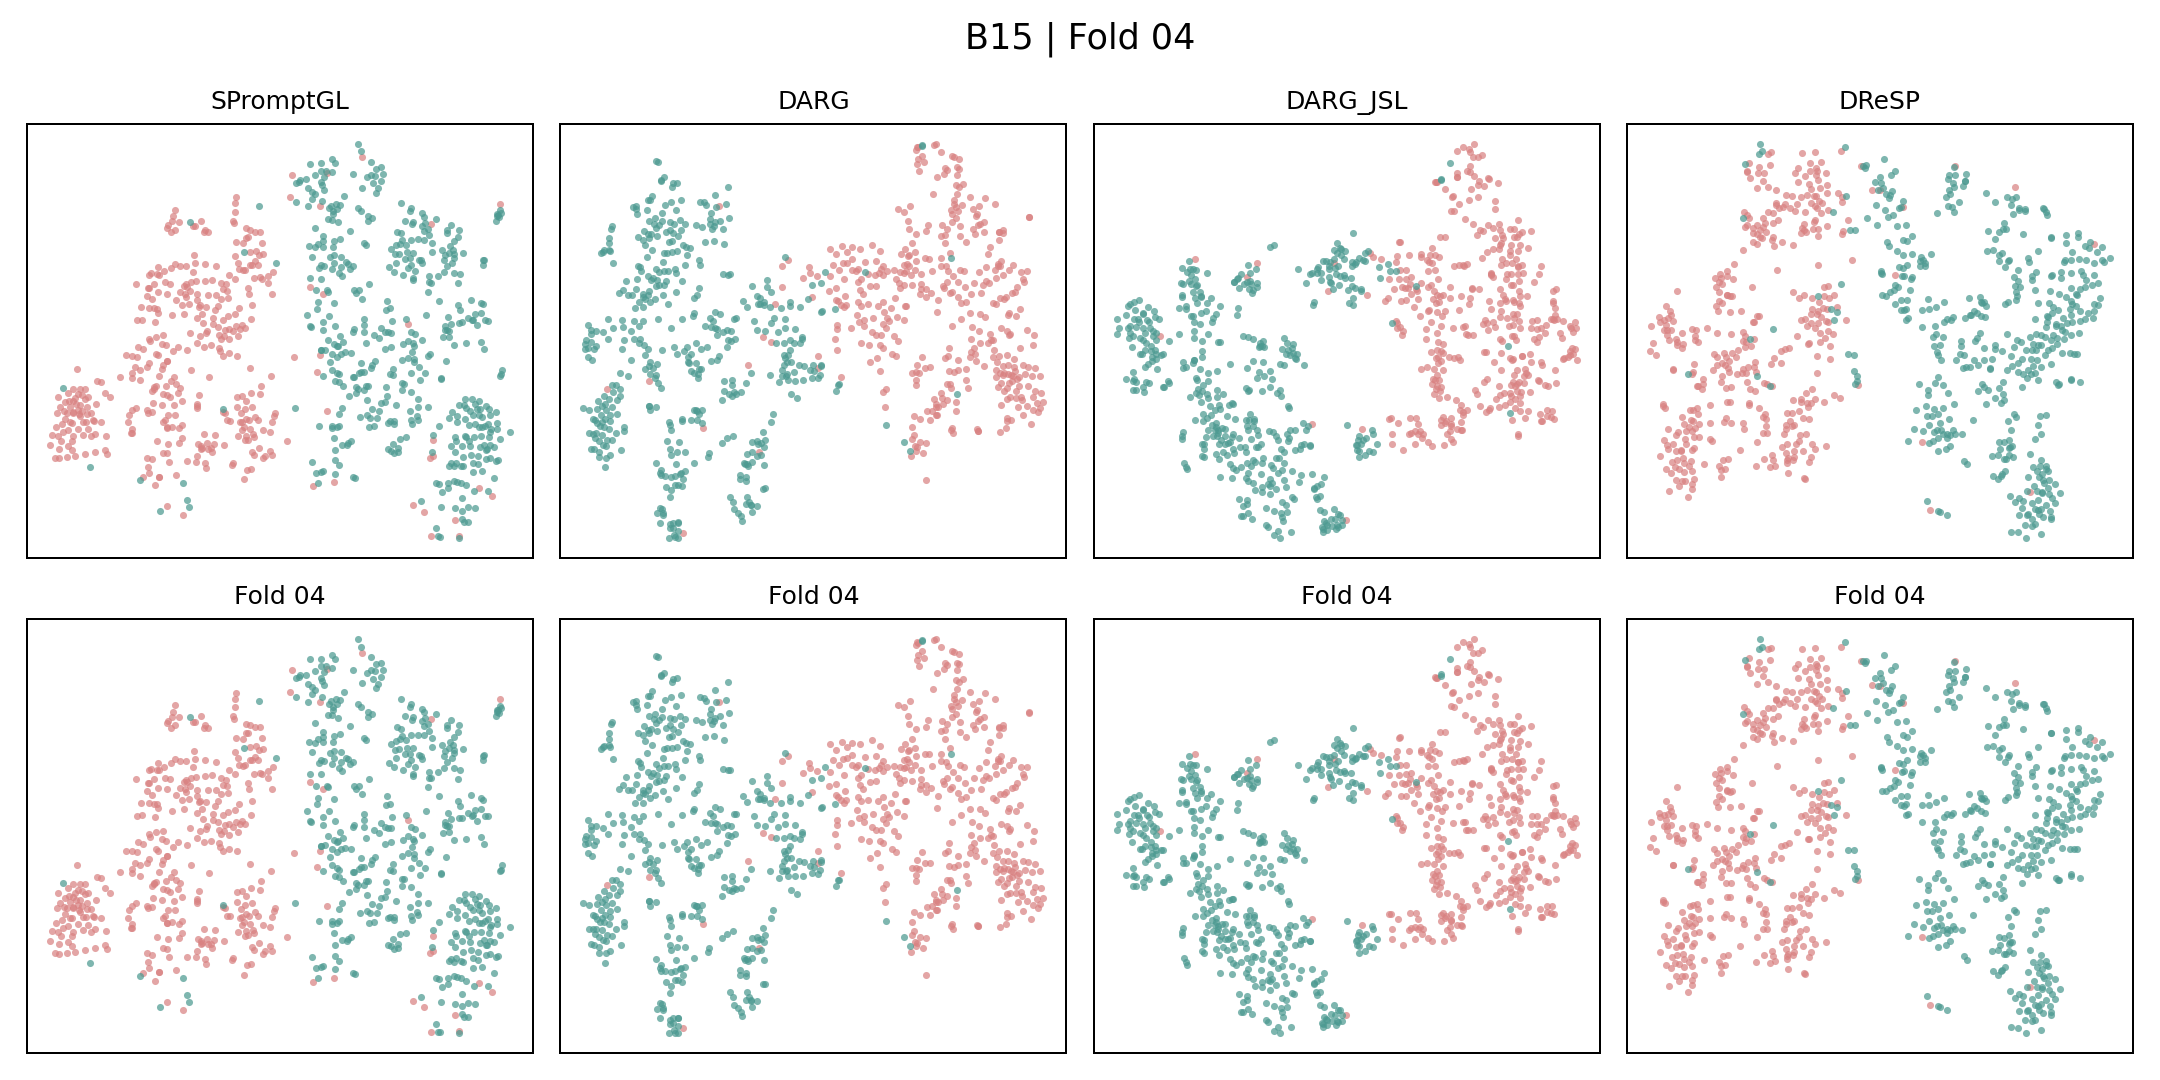 B15 | Fold 04
SPromptGL
DARG
DARG_JSL
DReSP
Fold 04
Fold 04
Fold 04
Fold 04